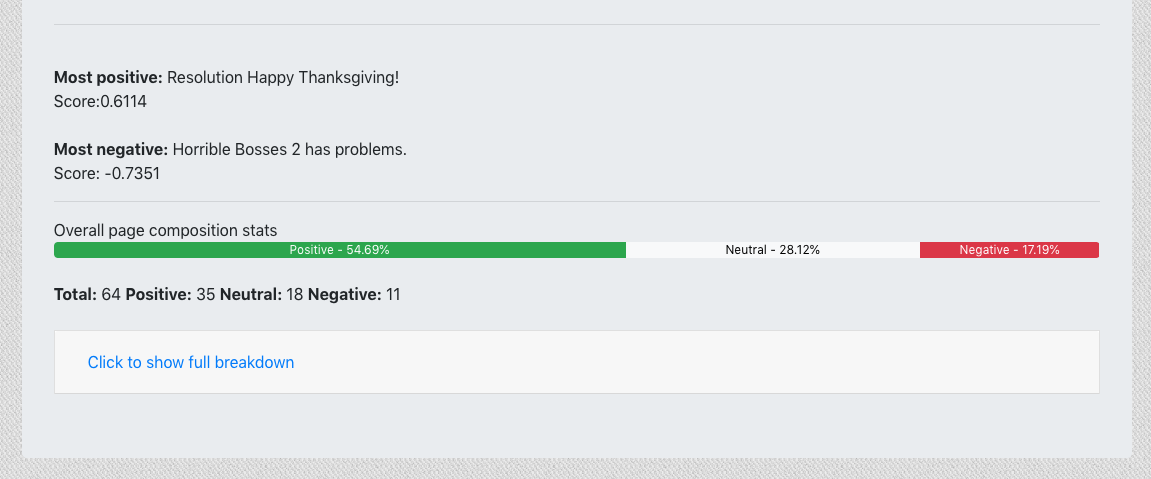 Most positive: Resolution Happy Thanksgiving!
Score:0.6114
Most negative: Horrible Bosses 2 has problems.
Score: -0.7351
Overall page composition stats
Positive - 54.69% Neutral - 28.12% Negative - 17.19%
Total: 64 Positive: 35 Neutral: 18 Negative: 11
Click to show full breakdown